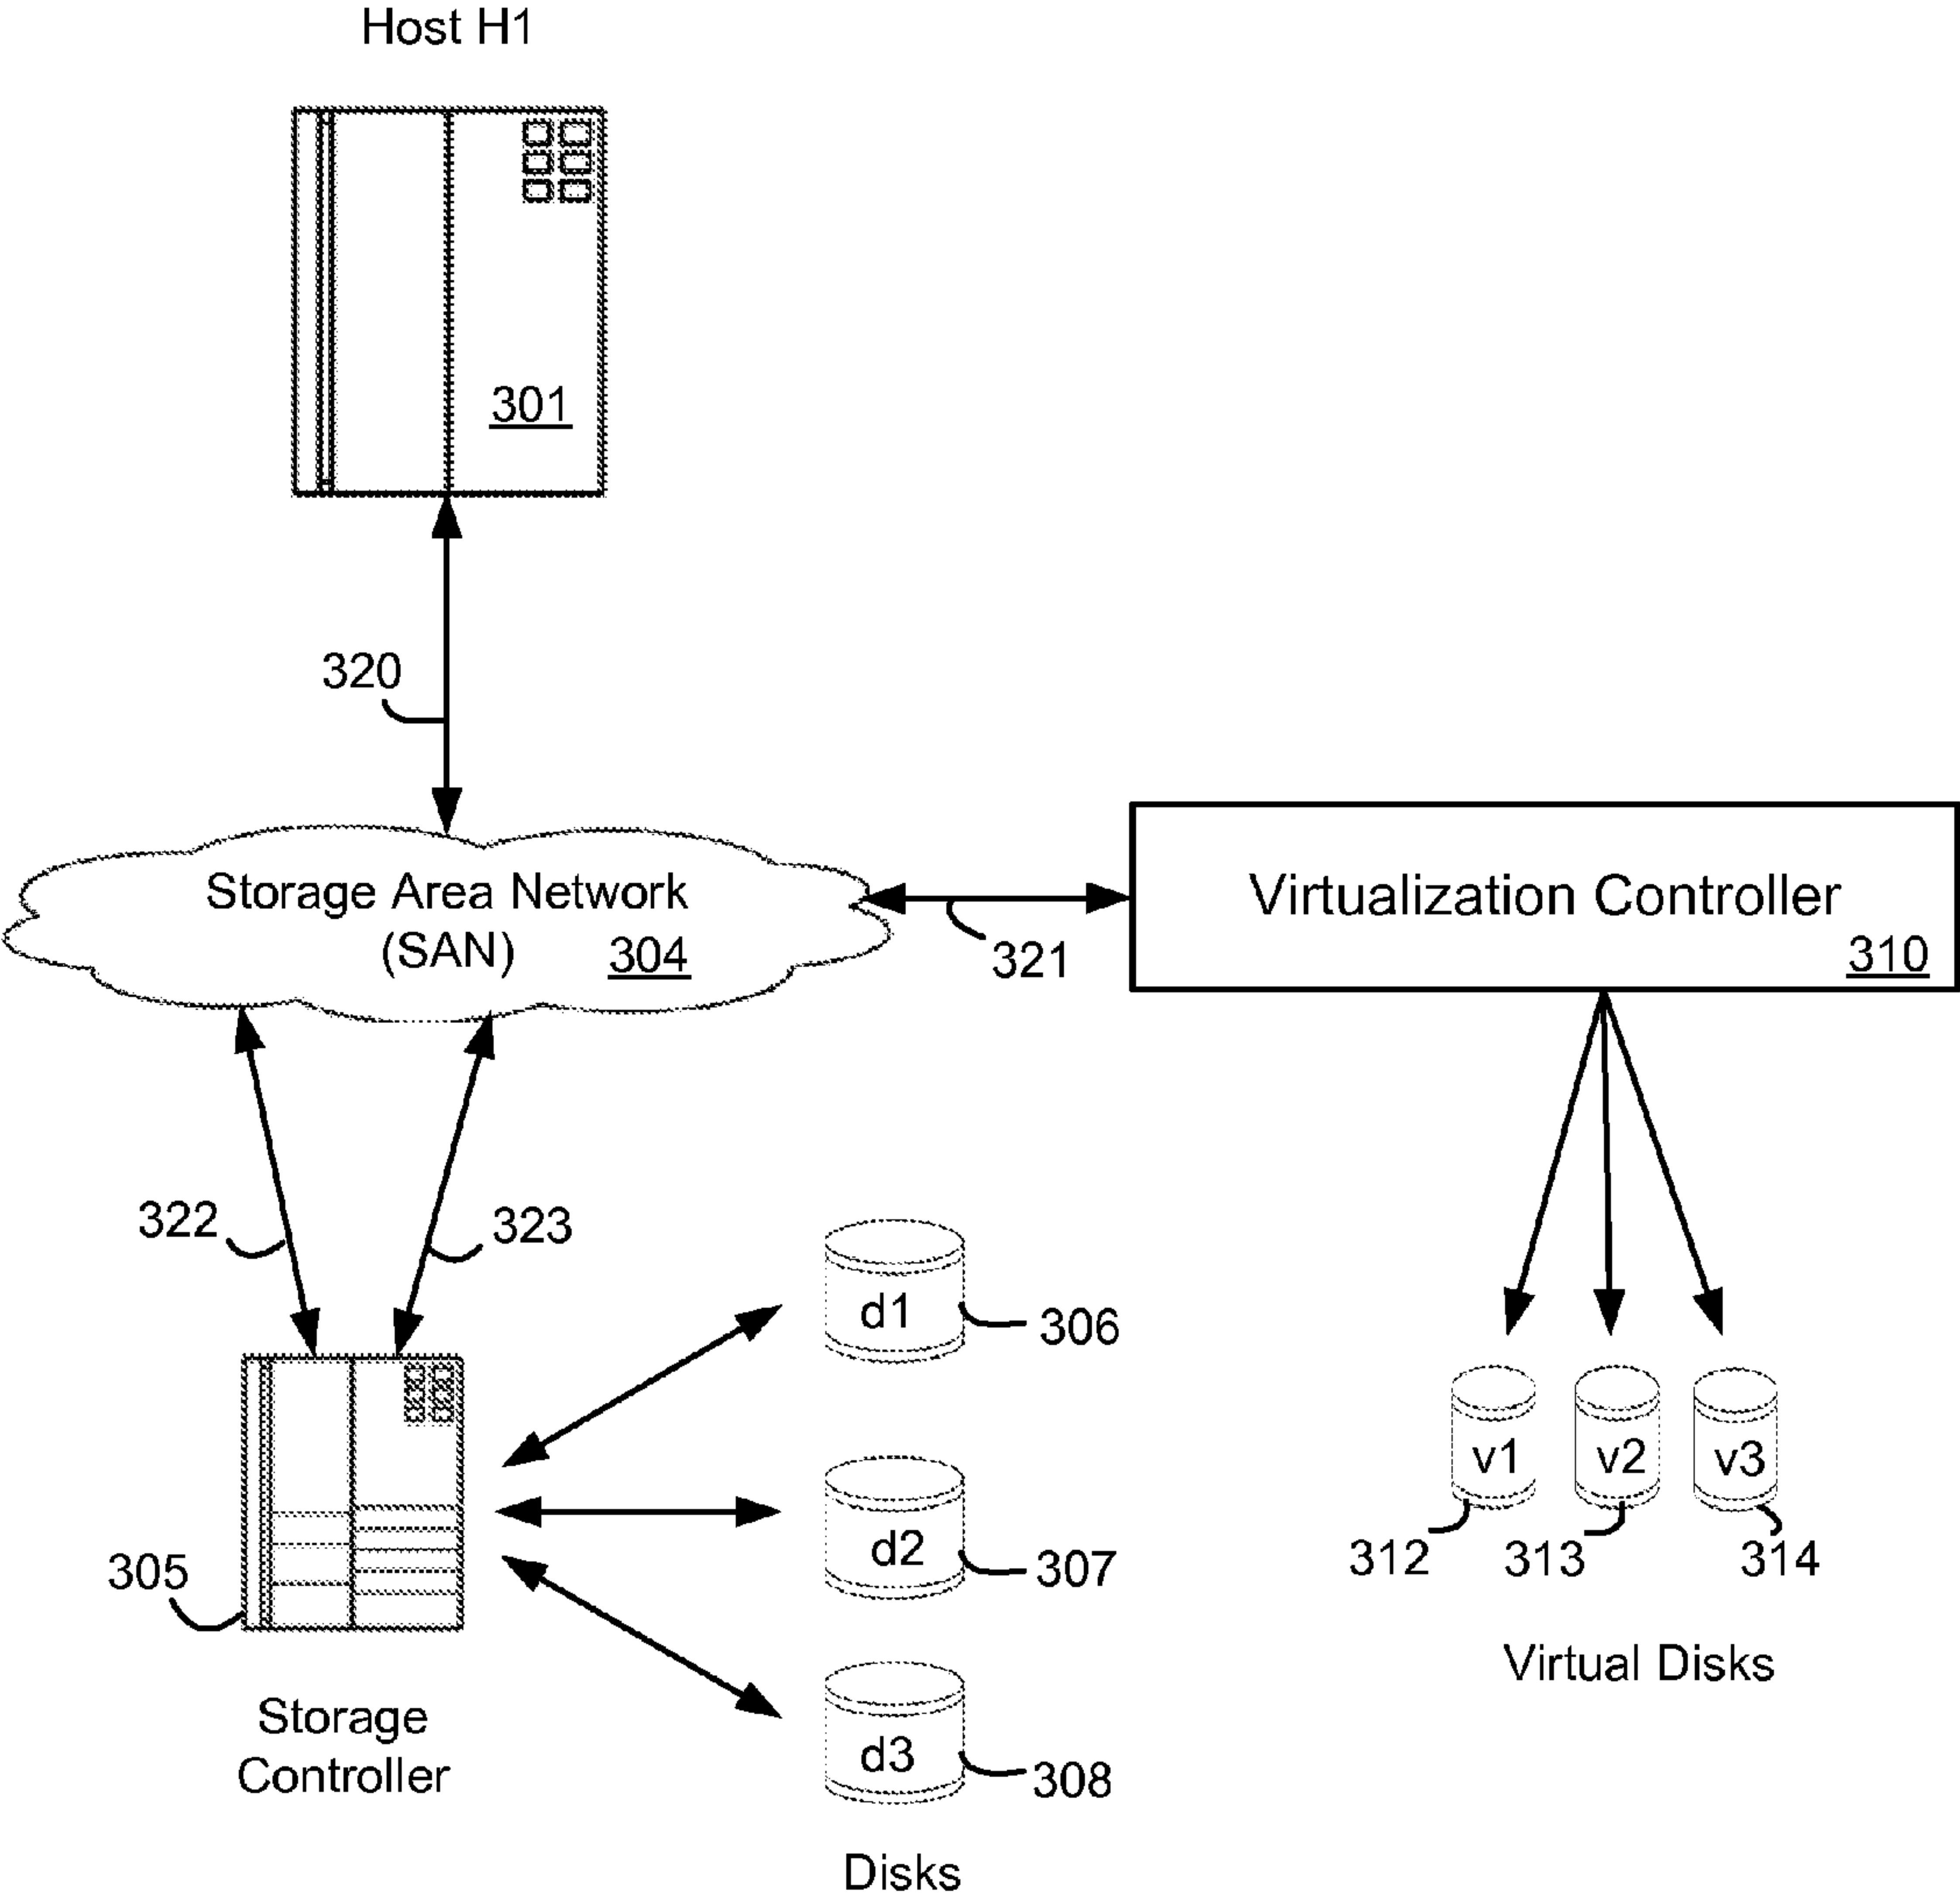 Host H1
301
320
Storage Area Network
(SAN)
304
321
Virtualization Controller
310
322
323
d1
306
d2
307
d3
308
305
Storage
Controller
Disks
v1
v2
v3
312
313
314
Virtual Disks